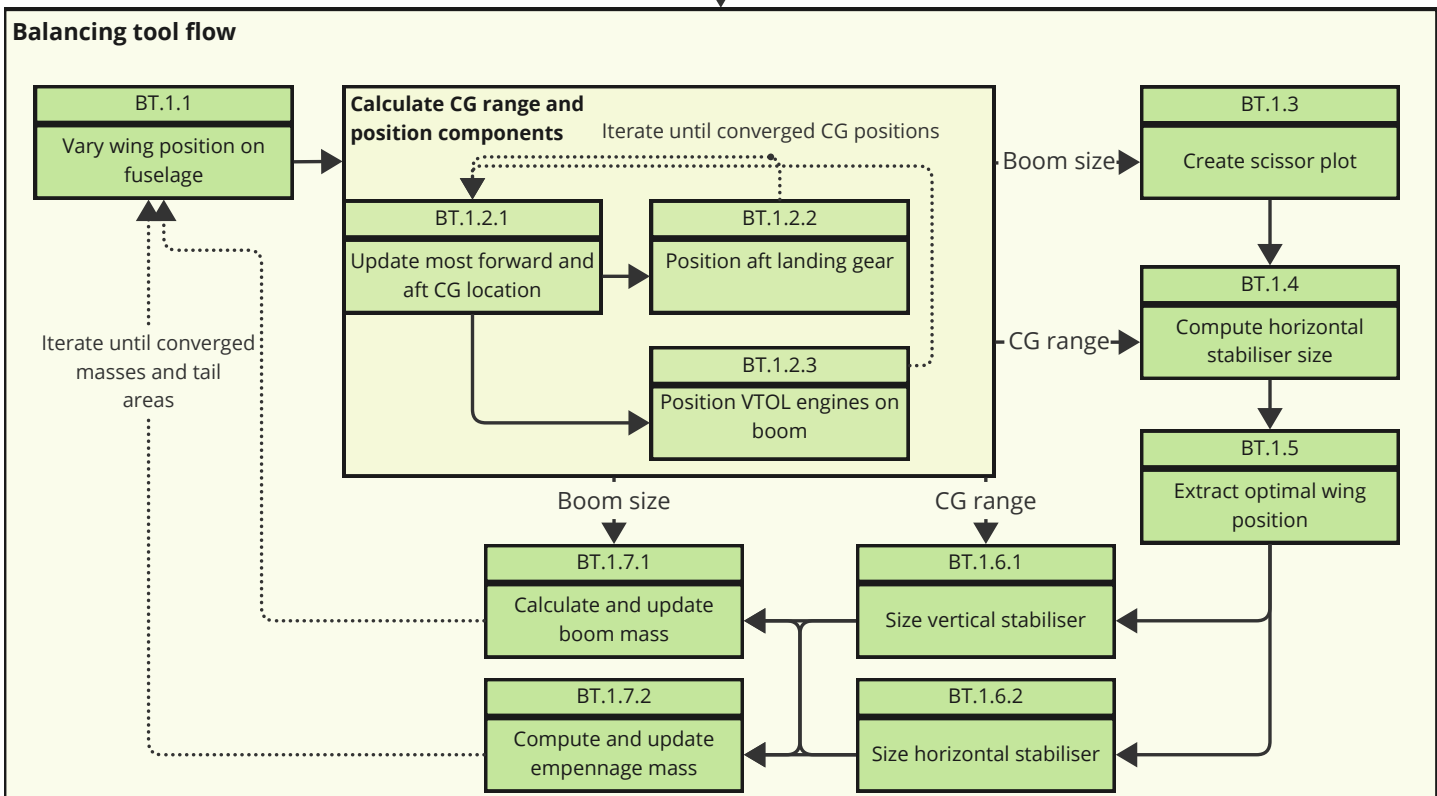 Balancing tool flow
BT.1.1
Vary wing position on
fuselage
Calculate CG range and
position components
Iterate until converged CG positions
BT.1.2.1
Update most forward and
aft CG location
BT.1.2.2
Position aft landing gear
BT.1.2.3
Position VTOL engines on
boom
Boom size
BT.1.3
Create scissor plot
CG range
BT.1.4
Compute horizontal
stabiliser size
BT.1.5
Extract optimal wing
position
Iterate until converged
masses and tail
areas
Boom size
CG range
BT.1.7.1
Calculate and update
boom mass
BT.1.6.1
Size vertical stabiliser
BT.1.7.2
Compute and update
empennage mass
BT.1.6.2
Size horizontal stabiliser